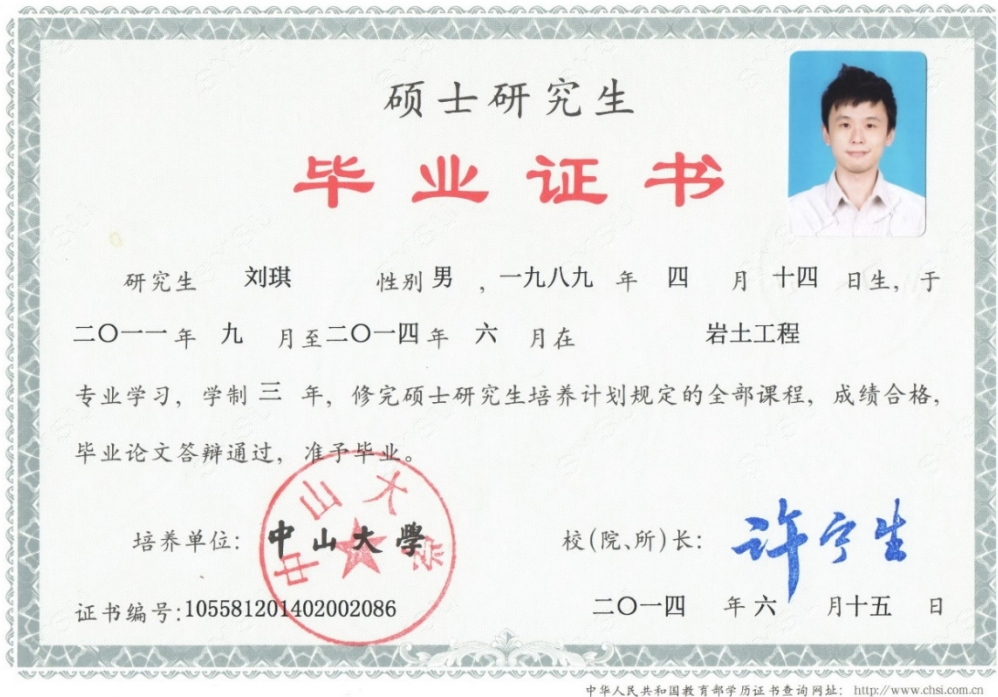 硕士研究生
毕业证书
研究生 刘琪 性别 男 ,一九八九 年 四 月 十四 日生，于
二〇一一 年 九 月至二〇一四 年 六 月在 岩土工程
专业学习，学制 三 年，修完硕士研究生培养计划规定的全部课程，成绩合格，
毕业论文答辩通过，准予毕业。
中山大学
培养单位：中山大學 校(院、所)长：许宁生
证书编号:105581201402002086 二〇一四 年 六 月十五 日
中华人民共和国教育部学历证书查询网址：http://www.chsi.com.cn